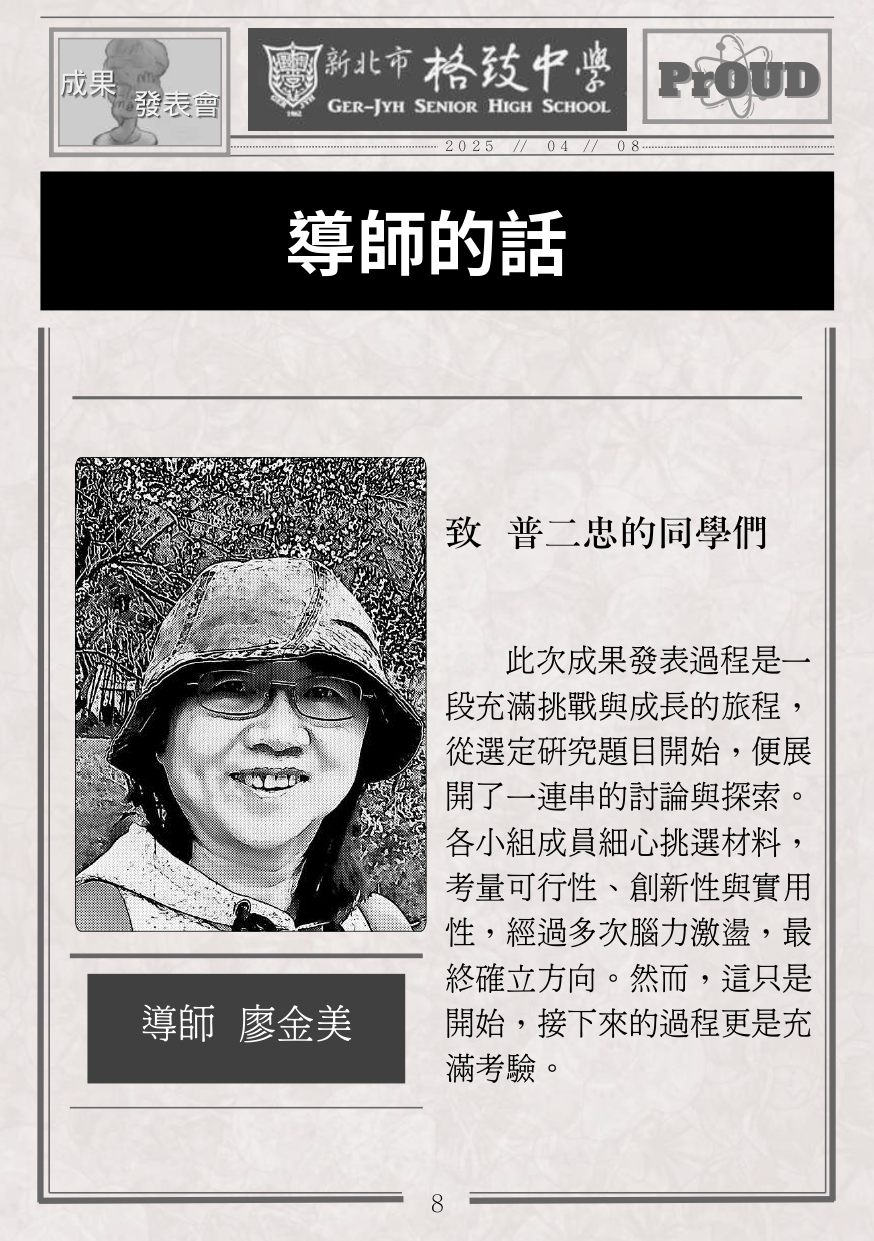 成果
發表會
新北市 格致中學
GER-JYH SENIOR HIGH SCHOOL
1962
PrOUD
2025 // 04 // 08
導師的話
致 普二忠的同學們
此次成果發表過程是一
段充滿挑戰與成長的旅程，
從選定研究題目開始，便展
開了一連串的討論與探索。
各小組成員細心挑選材料，
考量可行性、創新性與實用
性，經過多次腦力激盪，最
終確立方向。然而，這只是
開始，接下來的過程更是充
滿考驗。
導師 廖金美
8